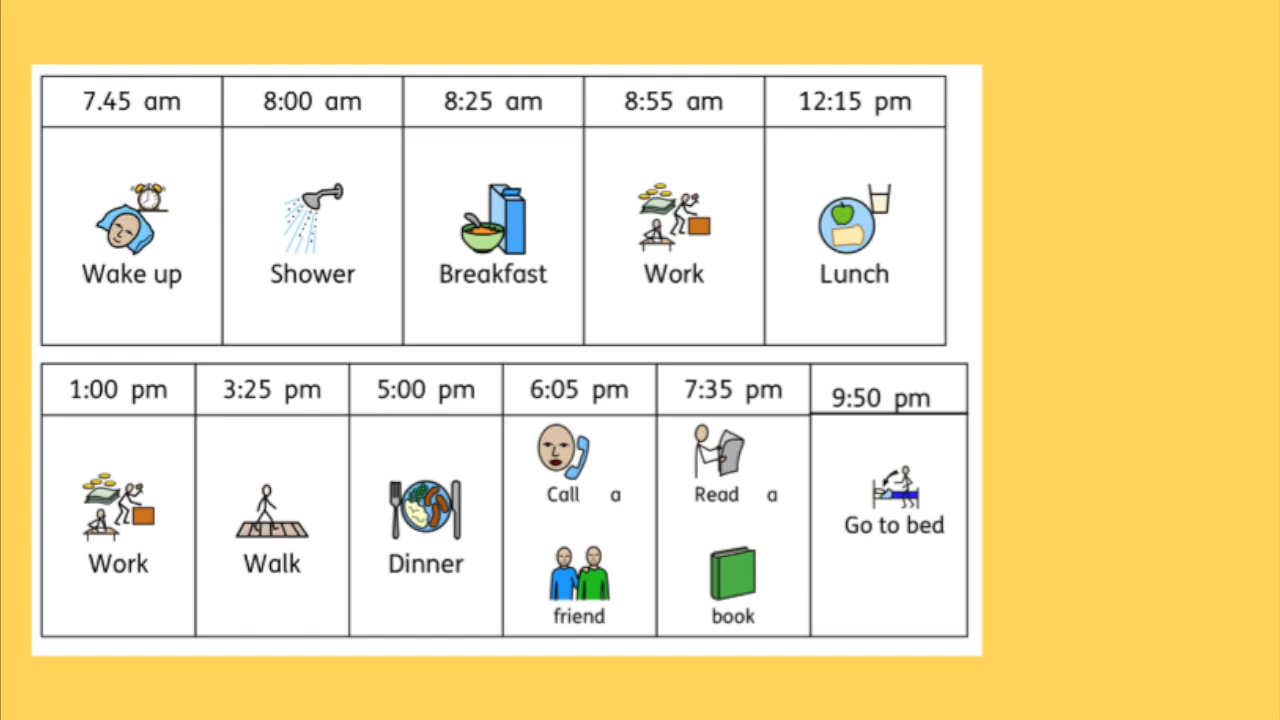 7.45 am 8:00 am 8:25 am 8:55 am 12:15 pm
Wake up Shower Breakfast Work Lunch
1:00 pm 3:25 pm 5:00 pm 6:05 pm 7:35 pm 9:50 pm
Call a Read a
Go to bed
Work Walk Dinner
friend book